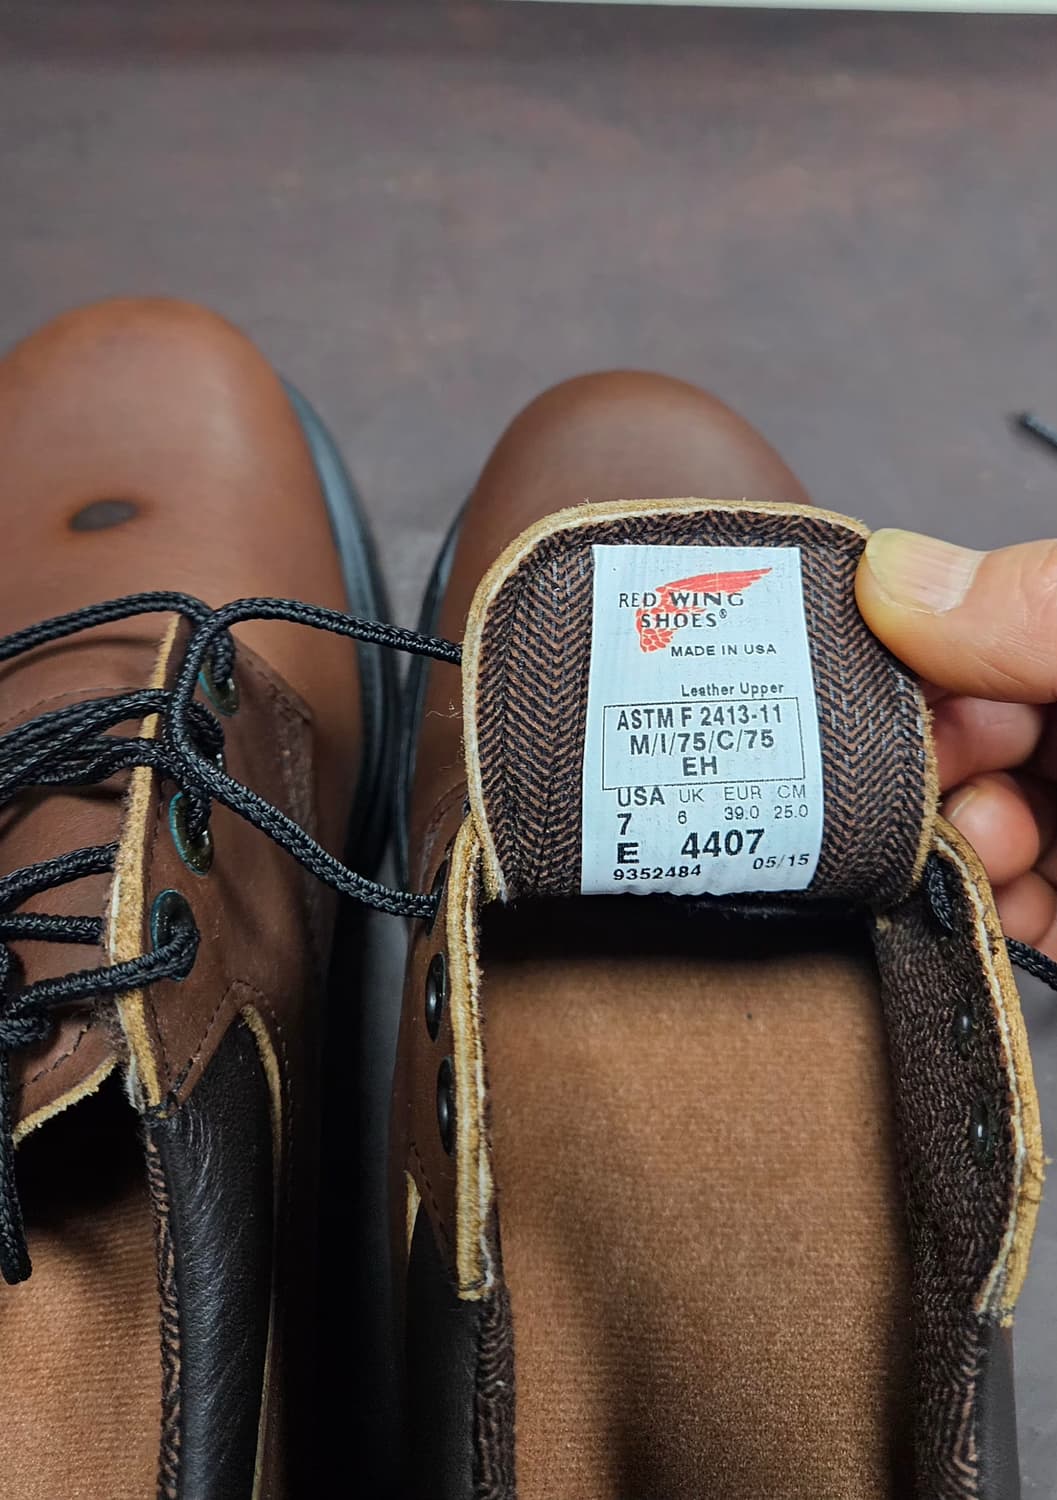 RED WING
SHOES®
MADE IN USA
Leather Upper
ASTM F 2413-11
M/I/75/C/75
EH
USA UK EUR CM
7 6 39.0 25.0
E 4407
9352484 05/15